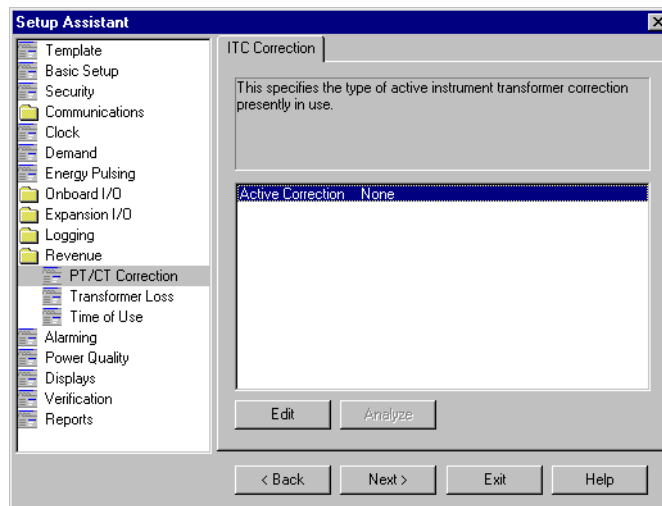 Setup Assistant
Template
Basic Setup
Security
Communications
Clock
Demand
Energy Pulsing
Onboard I/O
Expansion I/O
Logging
Revenue
PT/CT Correction
Transformer Loss
Time of Use
Alarming
Power Quality
Displays
Verification
Reports
ITC Correction
This specifies the type of active instrument transformer correction
presently in use.
Active Correction None
Edit
Analyze
< Back
Next >
Exit
Help